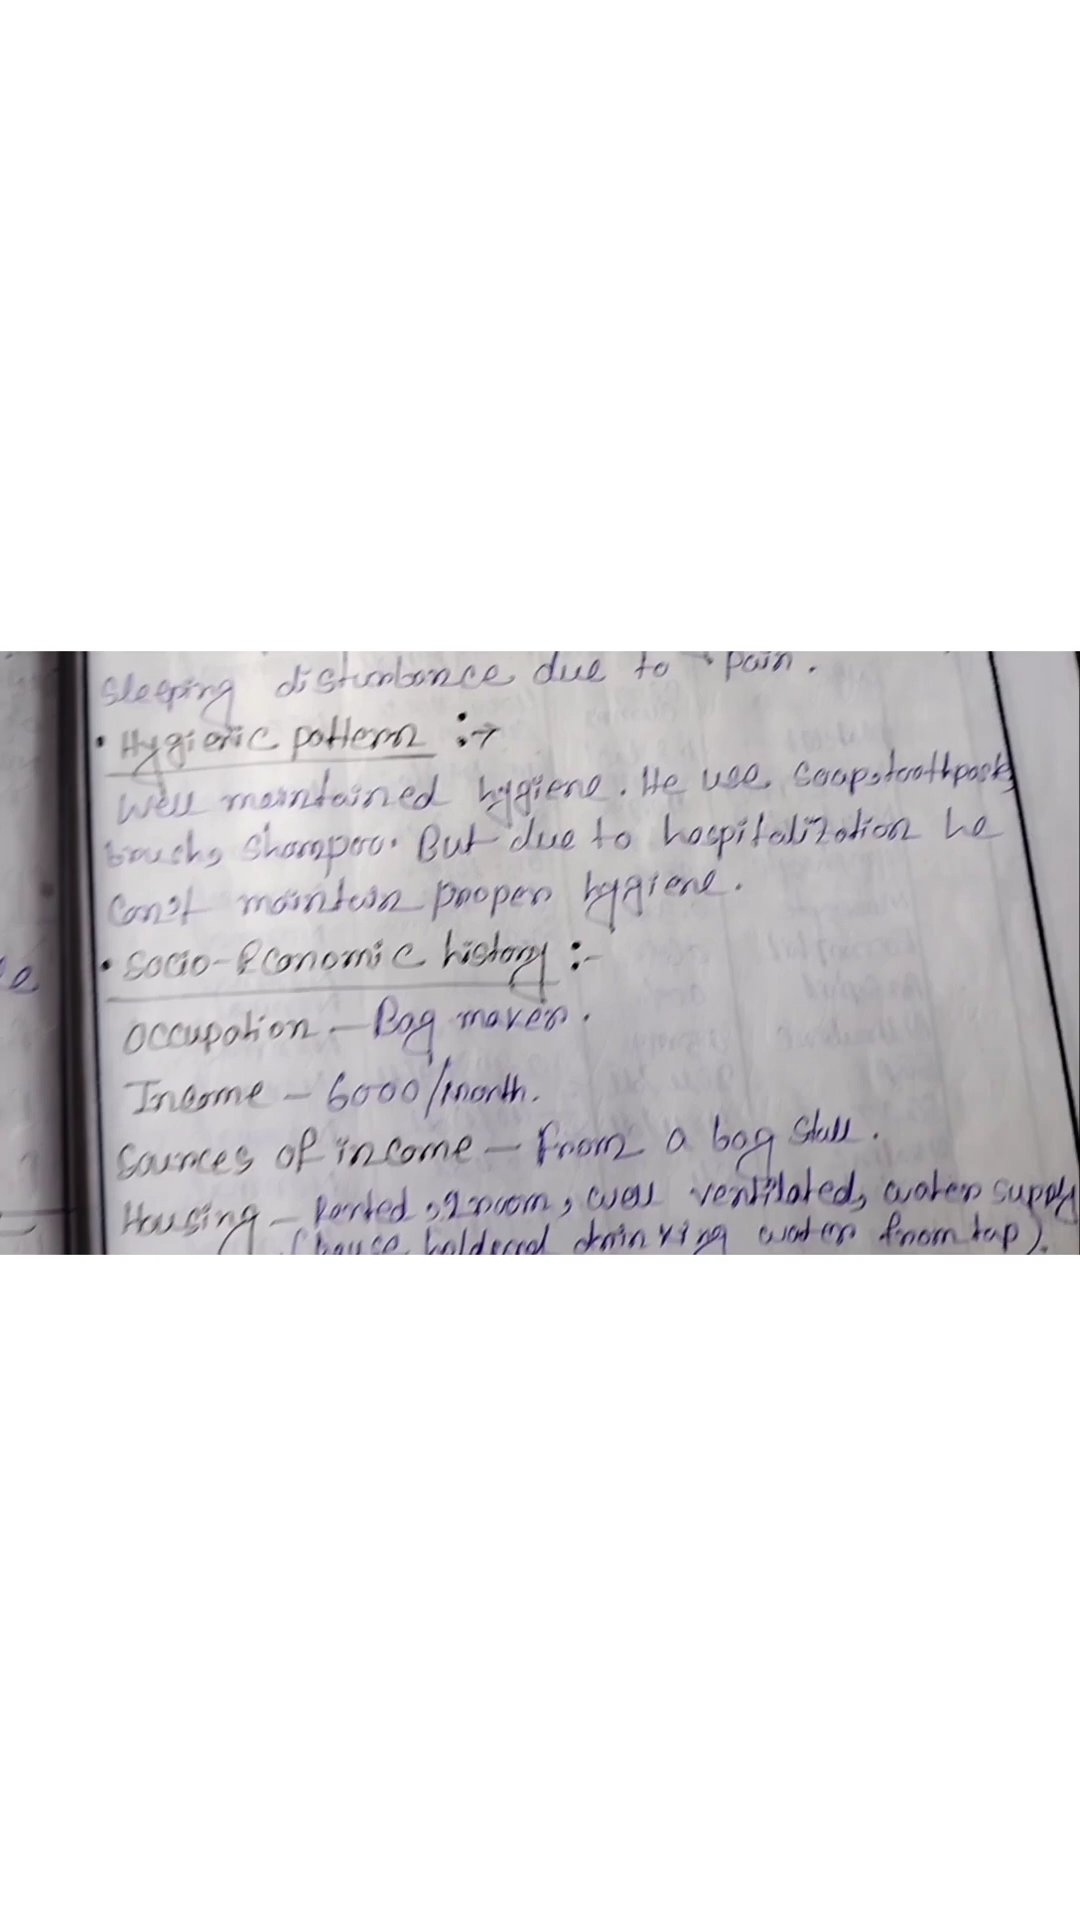 Sleeping disturbance due to pain.
• Hygienic pattern :→
Well maintained hygiene. He use soap, toothpaste,
brush, shampoo. But due to hospitalization he
can't maintain proper hygiene.
• Socio-Economic history :-
Occupation – Bag maker.
Income – 6000/month.
Sources of income – From a bag stall.
Housing – Rented, 2 room, well ventilated, water supply
drinking water from tap).
e